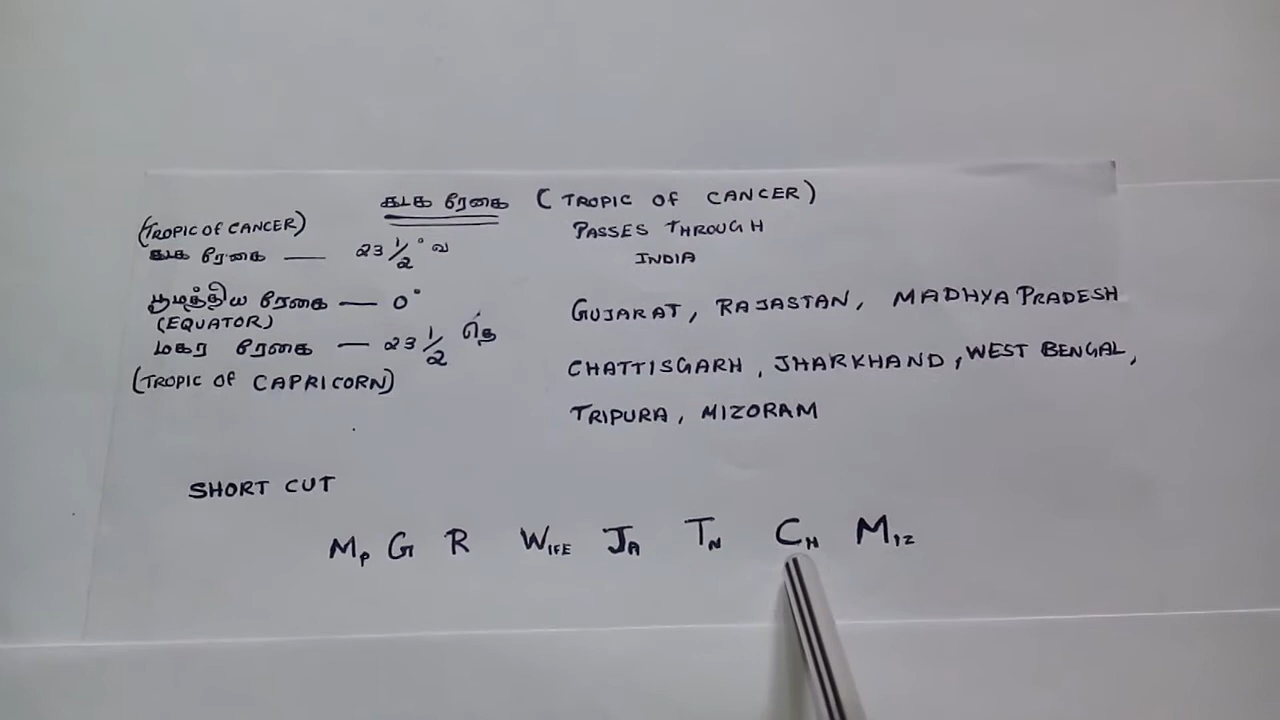 கடக ரேகை (TROPIC OF CANCER)
PASSES THROUGH
INDIA
(TROPIC OF CANCER)
கடக ரேகை — 23 1/2° வ
பூமத்திய ரேகை — 0°
(EQUATOR)
மகர ரேகை — 23 1/2 தெ
(TROPIC OF CAPRICORN)
GUJARAT, RAJASTAN, MADHYA PRADESH
CHATTISGARH, JHARKHAND, WEST BENGAL,
TRIPURA, MIZORAM
SHORT CUT
MP G R WIFE JA TN CH MIZ